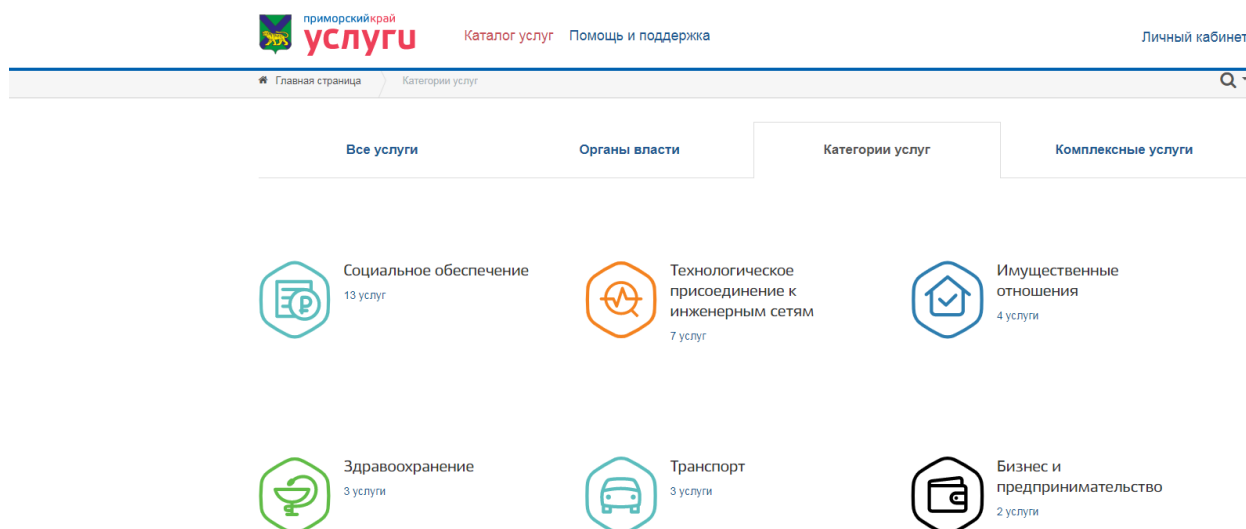 приморскийкрай
услуги
Каталог услуг Помощь и поддержка
Личный кабинет
Главная страница Категории услуг
Все услуги Органы власти Категории услуг Комплексные услуги
Социальное обеспечение
13 услуг
Технологическое
присоединение к
инженерным сетям
7 услуг
Имущественные
отношения
4 услуги
Здравоохранение
3 услуги
Транспорт
3 услуги
Бизнес и
предпринимательство
2 услуги